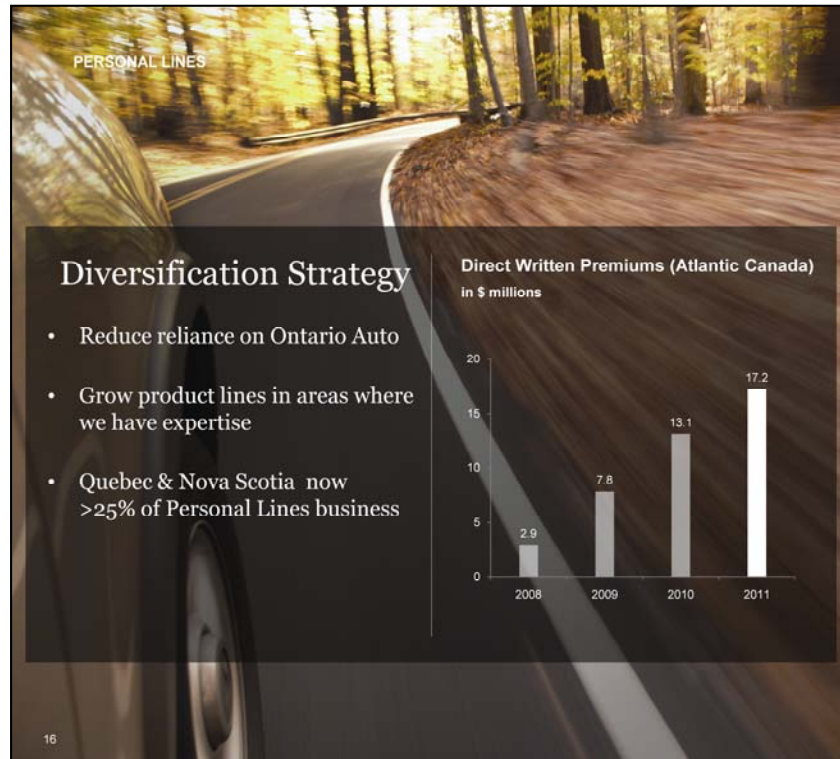 PERSONAL LINES
Diversification Strategy
• Reduce reliance on Ontario Auto
• Grow product lines in areas where
we have expertise
• Quebec & Nova Scotia now
>25% of Personal Lines business
Direct Written Premiums (Atlantic Canada)
in $ millions
20
15
10
5
0
2.9
7.8
13.1
17.2
2008
2009
2010
2011
16